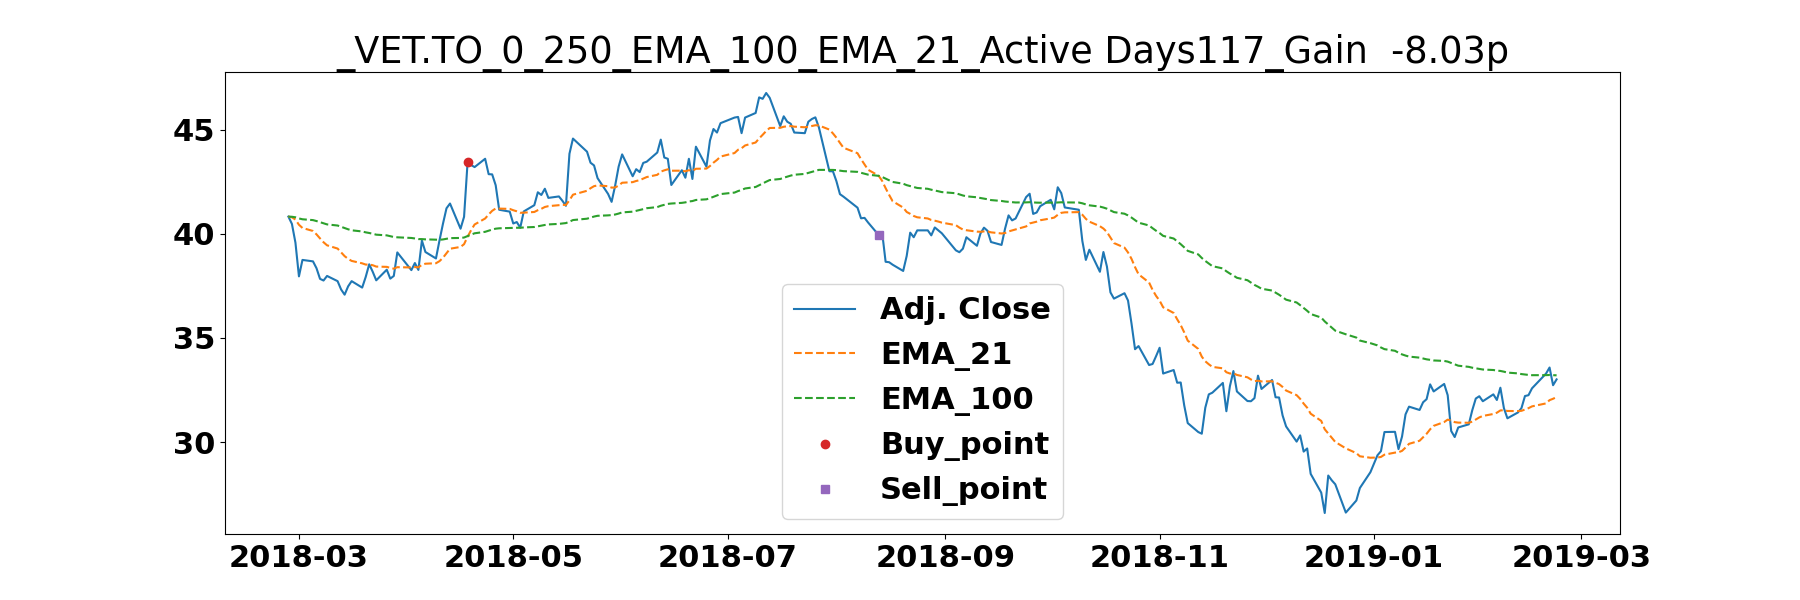 _VET.TO_0_250_EMA_100_EMA_21_Active Days117_Gain  -8.03p
45
40
35
30
Adj. Close
EMA_21
EMA_100
Buy_point
Sell_point
2018-03 2018-05 2018-07 2018-09 2018-11 2019-01 2019-03